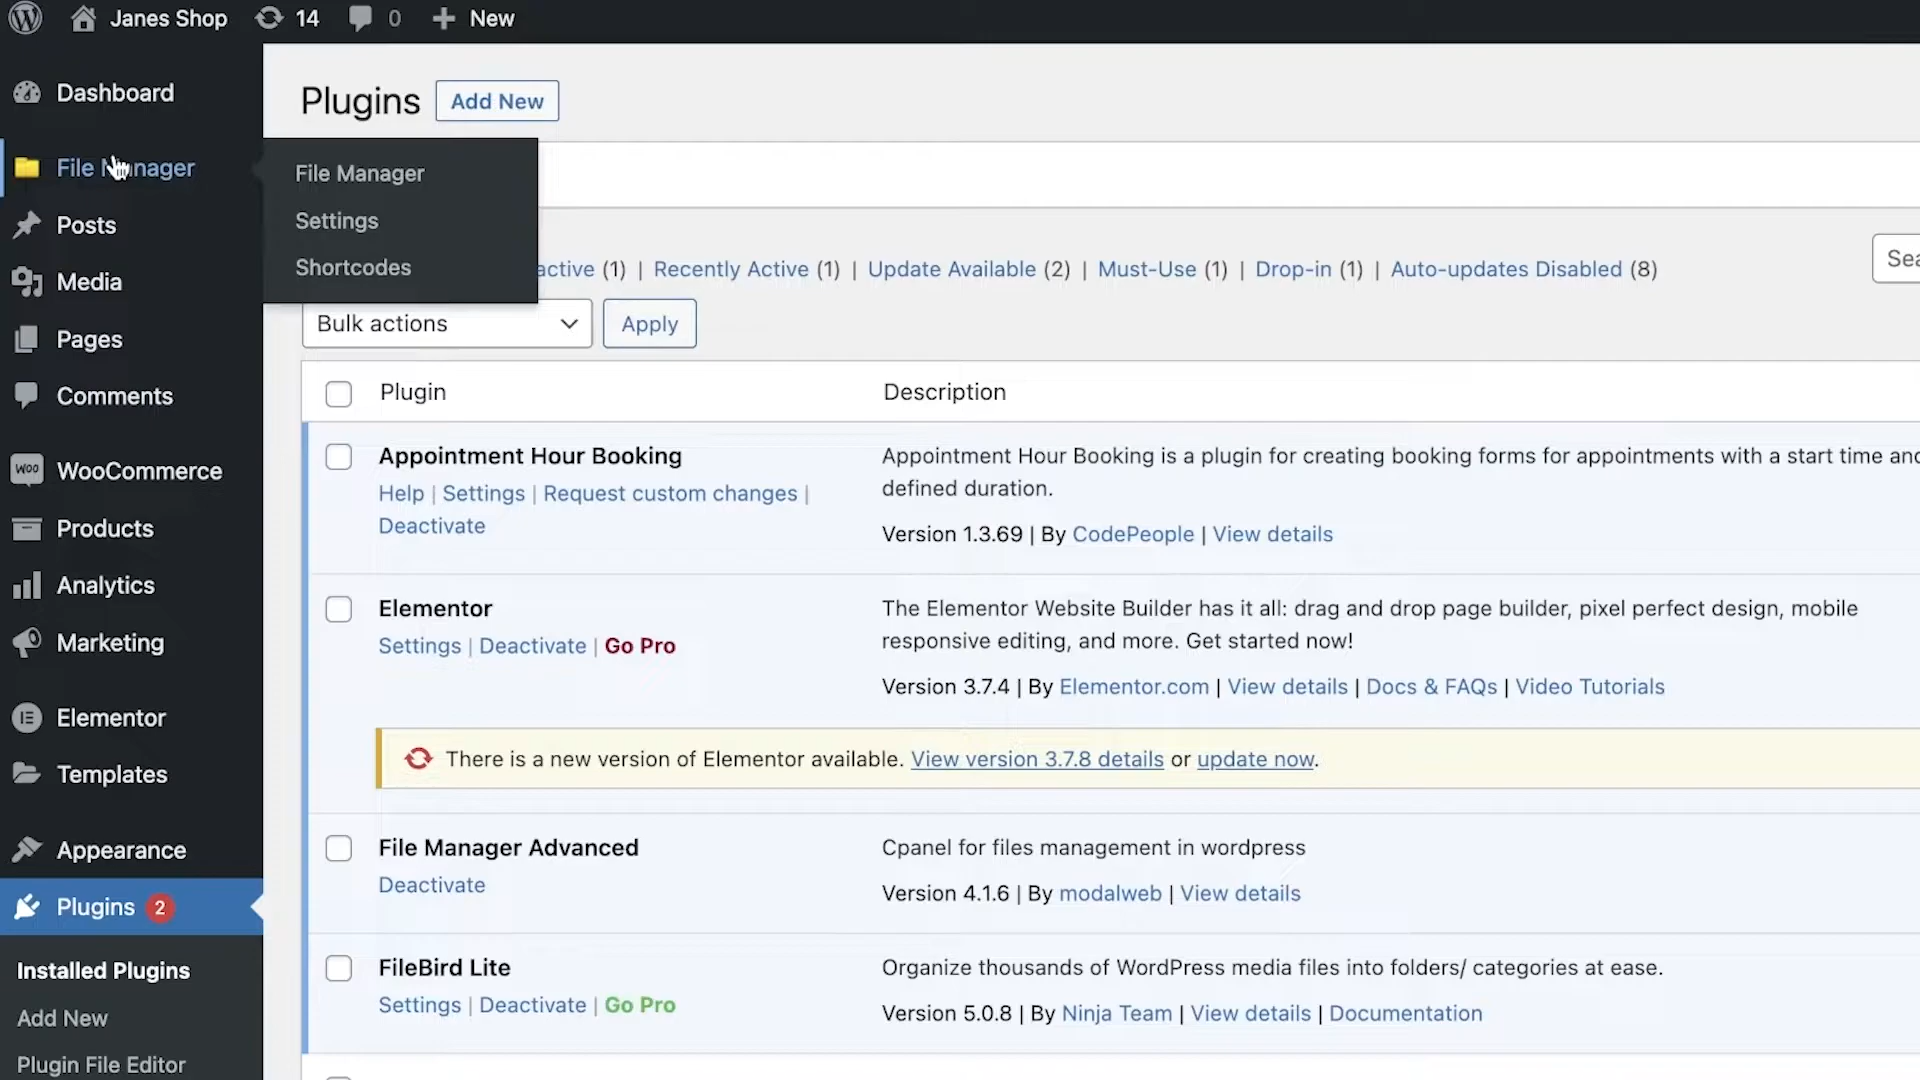 Janes Shop 14 0 + New
Dashboard
File Manager
Posts
Media
Pages
Comments
WOO WooCommerce
Products
Analytics
Marketing
Elementor
Templates
Appearance
Plugins 2
Installed Plugins
Add New
Plugin File Editor
File Manager
Settings
Shortcodes
Plugins Add New
active (1) | Recently Active (1) | Update Available (2) | Must-Use (1) | Drop-in (1) | Auto-updates Disabled (8)
Sea
Bulk actions Apply
Plugin Description
Appointment Hour Booking
Help | Settings | Request custom changes |
Deactivate
Appointment Hour Booking is a plugin for creating booking forms for appointments with a start time and
defined duration.
Version 1.3.69 | By CodePeople | View details
Elementor
Settings | Deactivate | Go Pro
The Elementor Website Builder has it all: drag and drop page builder, pixel perfect design, mobile
responsive editing, and more. Get started now!
Version 3.7.4 | By Elementor.com | View details | Docs & FAQs | Video Tutorials
There is a new version of Elementor available. View version 3.7.8 details or update now.
File Manager Advanced
Deactivate
Cpanel for files management in wordpress
Version 4.1.6 | By modalweb | View details
FileBird Lite
Settings | Deactivate | Go Pro
Organize thousands of WordPress media files into folders/ categories at ease.
Version 5.0.8 | By Ninja Team | View details | Documentation